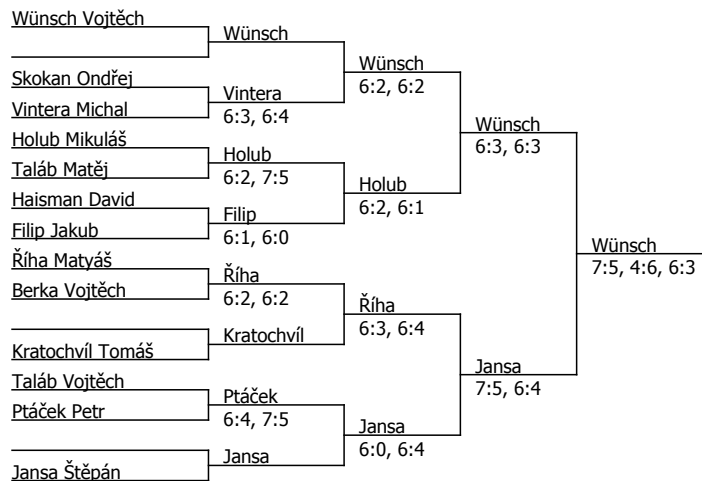 Wünsch Vojtěch
Wünsch
Wünsch
6:2, 6:2
Skokan Ondřej
Vintera
6:3, 6:4
Vintera Michal
Wünsch
6:3, 6:3
Holub Mikuláš
Holub
6:2, 7:5
Taláb Matěj
Holub
6:2, 6:1
Haisman David
Filip
6:1, 6:0
Filip Jakub
Wünsch
7:5, 4:6, 6:3
Říha Matyáš
Říha
6:2, 6:2
Berka Vojtěch
Říha
6:3, 6:4
Kratochvíl
Kratochvíl Tomáš
Jansa
7:5, 6:4
Taláb Vojtěch
Ptáček
6:4, 7:5
Ptáček Petr
Jansa
6:0, 6:4
Jansa
Jansa Štěpán